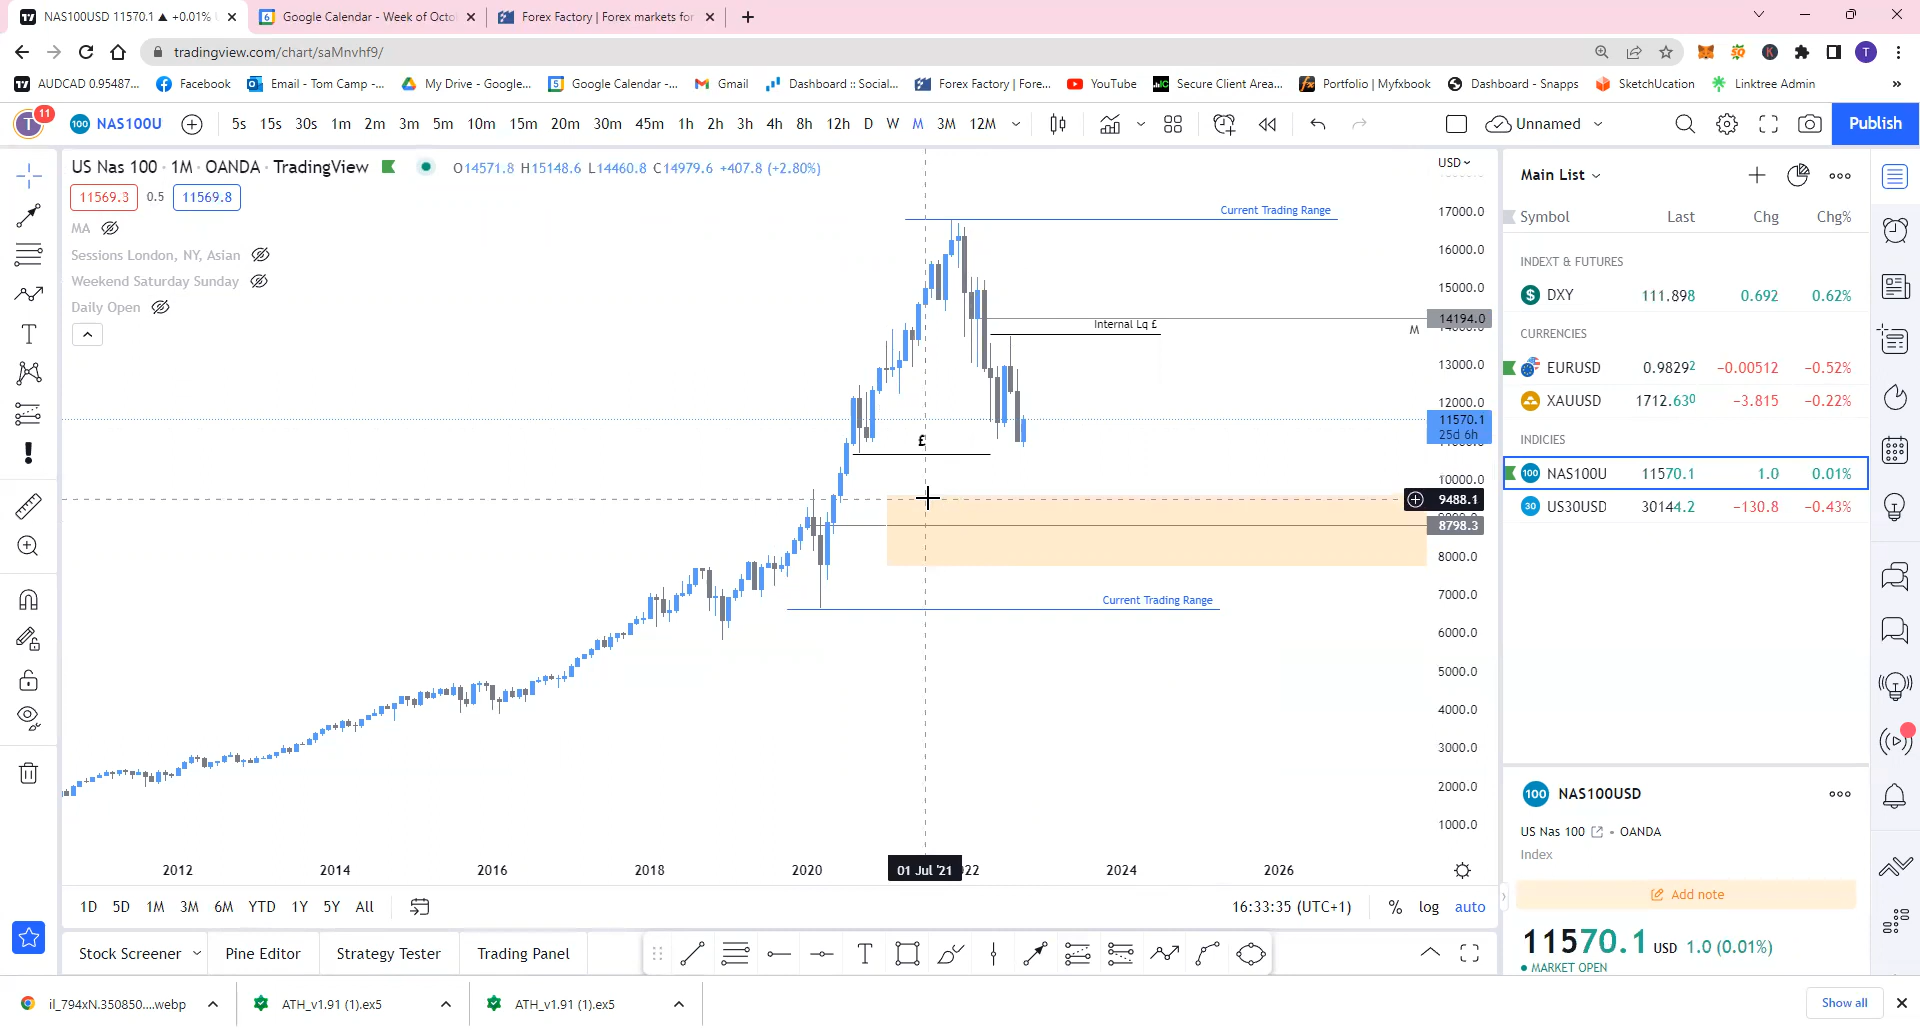 NAS100USD 11570.1 ▲ +0.01%
Google Calendar - Week of Octo
Forex Factory | Forex markets for
tradingview.com/chart/saMnvhf9/
T
AUDCAD 0.95487...
Facebook
Email - Tom Camp -...
My Drive - Google...
Google Calendar -...
Gmail
Dashboard :: Social...
Forex Factory | Fore...
YouTube
Secure Client Area...
Portfolio | Myfxbook
Dashboard - Snapps
SketchUcation
Linktree Admin
»
T
11
100
NAS100U
5s 15s 30s 1m 2m 3m 5m 10m 15m 20m 30m 45m 1h 2h 3h 4h 8h 12h D W M 3M 12M
Unnamed
Publish
US Nas 100 · 1M · OANDA · TradingView
O14571.8 H15148.6 L14460.8 C14979.6 +407.8 (+2.80%)
11569.3 0.5 11569.8
MA
Sessions London, NY, Asian
Weekend Saturday Sunday
Daily Open
USD
Current Trading Range
Internal Lq £
M
£
Current Trading Range
17000.0
16000.0
15000.0
14194.0
14000.0
13000.0
12000.0
11570.1
25d 6h
10000.0
9488.1
8798.3
8000.0
7000.0
6000.0
5000.0
4000.0
3000.0
2000.0
1000.0
2012 2014 2016 2018 2020 01 Jul '21 22 2024 2026
1D 5D 1M 3M 6M YTD 1Y 5Y All
16:33:35 (UTC+1) % log auto
Stock Screener
Pine Editor
Strategy Tester
Trading Panel
Main List
Symbol Last Chg Chg%
INDEXT & FUTURES
DXY 111.898 0.692 0.62%
CURRENCIES
EURUSD 0.98292 −0.00512 −0.52%
XAUUSD 1712.630 −3.815 −0.22%
INDICIES
100 NAS100U 11570.1 1.0 0.01%
30 US30USD 30144.2 −130.8 −0.43%
100 NAS100USD
US Nas 100 • OANDA
Index
Add note
11570.1 USD 1.0 (0.01%)
MARKET OPEN
il_794xN.350850....webp
ATH_v1.91 (1).ex5
ATH_v1.91 (1).ex5
Show all